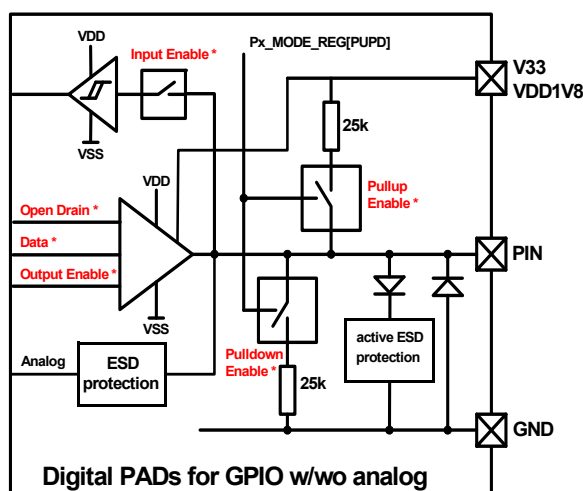 VDD
Input Enable *
Px_MODE_REG[PUPD]
V33
VDD1V8
VSS
25k
Pullup
Enable *
Open Drain *
VDD
Data *
PIN
Output Enable *
VSS
Analog
ESD
protection
Pulldown
Enable *
active ESD
protection
25k
GND
Digital PADs for GPIO w/wo analog